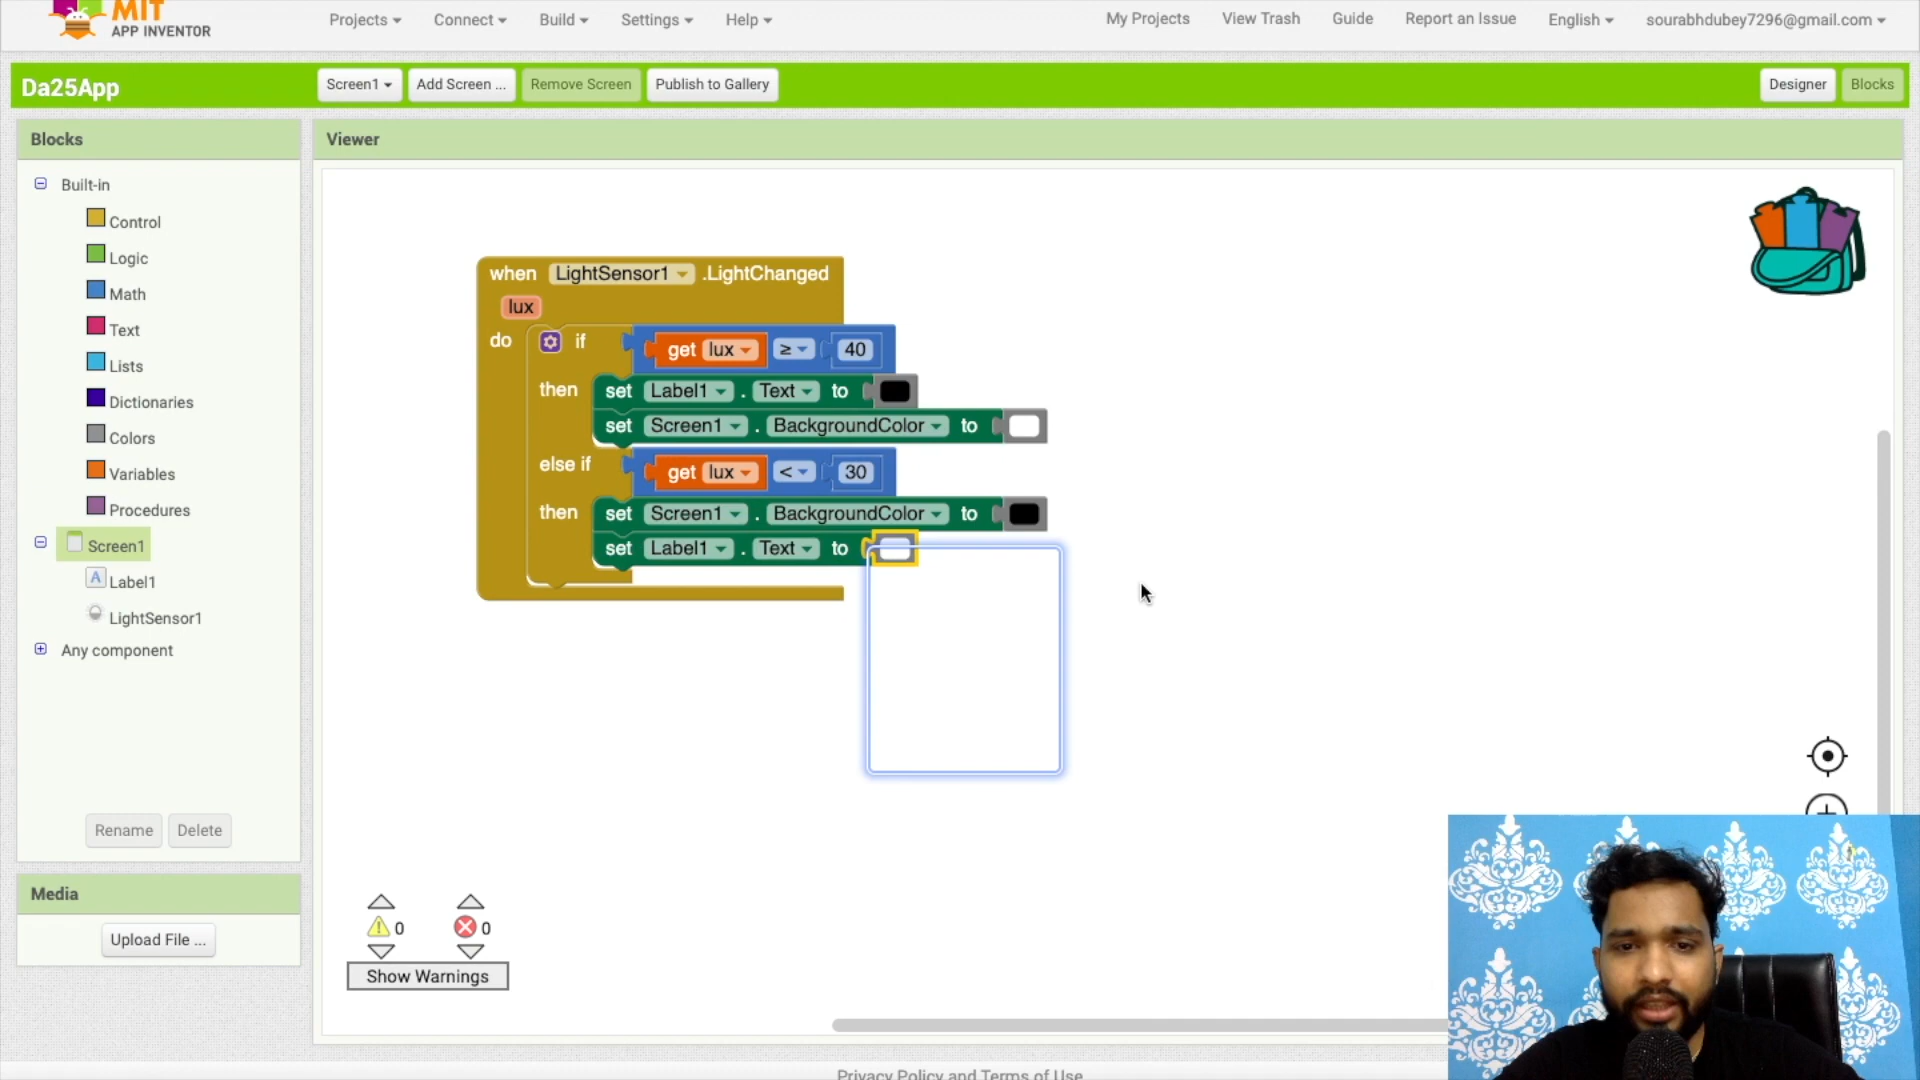 MIT
APP INVENTOR
Projects Connect Build Settings Help My Projects View Trash Guide Report an Issue English sourabhdubey7296@gmail.com
Da25App Screen1 Add Screen ... Remove Screen Publish to Gallery Designer Blocks
Blocks
Viewer
Built-in
Control
Logic
Math
Text
Lists
Dictionaries
Colors
Variables
Procedures
Screen1
Label1
LightSensor1
Any component
Rename Delete
Media
Upload File ...
when LightSensor1 .LightChanged
lux
do if get lux ≥ 40
then set Label1 . Text to
set Screen1 . BackgroundColor to
else if get lux < 30
then set Screen1 . BackgroundColor to
set Label1 . Text to
0 0
Show Warnings
Privacy Policy and Terms of Use